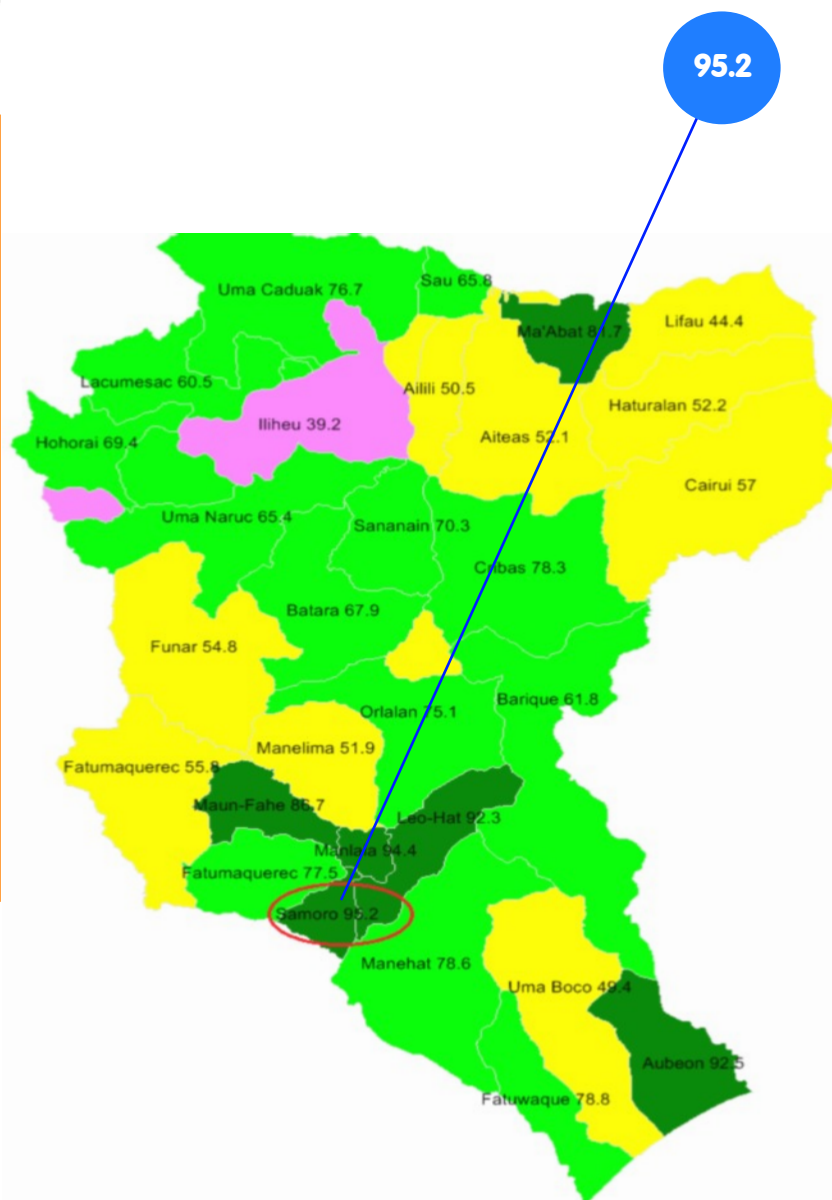 95.2
Uma Caduak 76.7
Sau 65.8
Ma'Abat 81.7
Lifau 44.4
Lacumesac 60.5
Ailili 50.5
Haturalan 52.2
Iliheu 39.2
Aiteas 52.1
Hohorai 69.4
Cairui 57
Uma Naruc 65.4
Sananain 70.3
Cribas 78.3
Batara 67.9
Funar 54.8
Barique 61.8
Orlalan 75.1
Manelima 51.9
Fatumaquerec 55.8
Maun-Fahe 86.7
Leo-Hat 92.3
Manlala 94.4
Fatumaquerec 77.5
Samoro 95.2
Manehat 78.6
Uma Boco 49.4
Aubeon 92.5
Fatuwaque 78.8